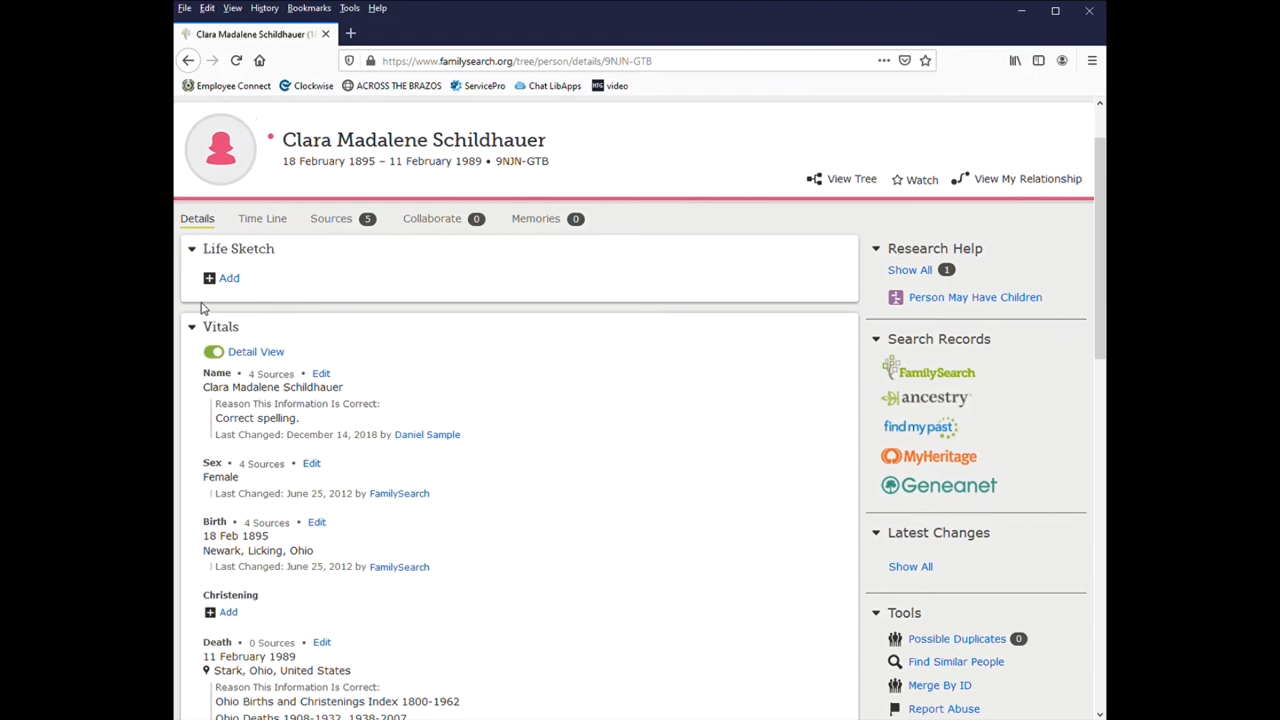 File Edit View History Bookmarks Tools Help
Clara Madalene Schildhauer (1
https://www.familysearch.org/tree/person/details/9NJN-GTB
Employee Connect Clockwise ACROSS THE BRAZOS ServicePro Chat LibApps HTG video
Clara Madalene Schildhauer
18 February 1895 – 11 February 1989 • 9NJN-GTB
View Tree Watch View My Relationship
Details Time Line Sources 5 Collaborate 0 Memories 0
Life Sketch
Add
Vitals
Detail View
Name • 4 Sources • Edit
Clara Madalene Schildhauer
Reason This Information Is Correct:
Correct spelling.
Last Changed: December 14, 2018 by Daniel Sample
Sex • 4 Sources • Edit
Female
Last Changed: June 25, 2012 by FamilySearch
Birth • 4 Sources • Edit
18 Feb 1895
Newark, Licking, Ohio
Last Changed: June 25, 2012 by FamilySearch
Christening
Add
Death • 0 Sources • Edit
11 February 1989
Stark, Ohio, United States
Reason This Information Is Correct:
Ohio Births and Christenings Index 1800-1962
Ohio Deaths 1908-1932, 1938-2007
Research Help
Show All 1
Person May Have Children
Search Records
FamilySearch
ancestry
findmypast
MyHeritage
Geneanet
Latest Changes
Show All
Tools
Possible Duplicates 0
Find Similar People
Merge By ID
Report Abuse